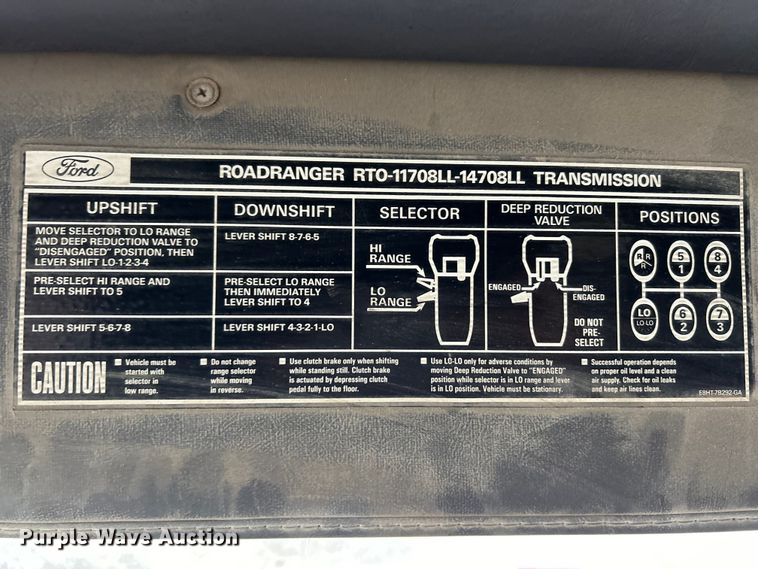 Ford
ROADRANGER RTO-11708LL-14708LL TRANSMISSION
UPSHIFT
MOVE SELECTOR TO LO RANGE
AND DEEP REDUCTION VALVE TO
"DISENGAGED" POSITION, THEN
LEVER SHIFT LO-1-2-3-4
PRE-SELECT HI RANGE AND
LEVER SHIFT TO 5
LEVER SHIFT 5-6-7-8
DOWNSHIFT
LEVER SHIFT 8-7-6-5
PRE-SELECT LO RANGE
THEN IMMEDIATELY
LEVER SHIFT TO 4
LEVER SHIFT 4-3-2-1-LO
SELECTOR
HI
RANGE
LO
RANGE
DEEP REDUCTION
VALVE
ENGAGED
DIS-
ENGAGED
DO NOT
PRE-
SELECT
POSITIONS
R R
R
5
1
8
4
LO
LO LO
6
2
7
3
CAUTION
Vehicle must be
started with
selector in
low range.
Do not change
range selector
while moving
in reverse.
Use clutch brake only when shifting
while standing still. Clutch brake
is actuated by depressing clutch
pedal fully to the floor.
Use LO-LO only for adverse conditions by
moving Deep Reduction Valve to "ENGAGED"
position while selector is in LO range and lever
is in LO position. Vehicle must be stationary.
Successful operation depends
on proper oil level and a clean
air supply. Check for oil leaks
and keep air lines clean.
E8HT-7B292-GA
Purple Wave Auction